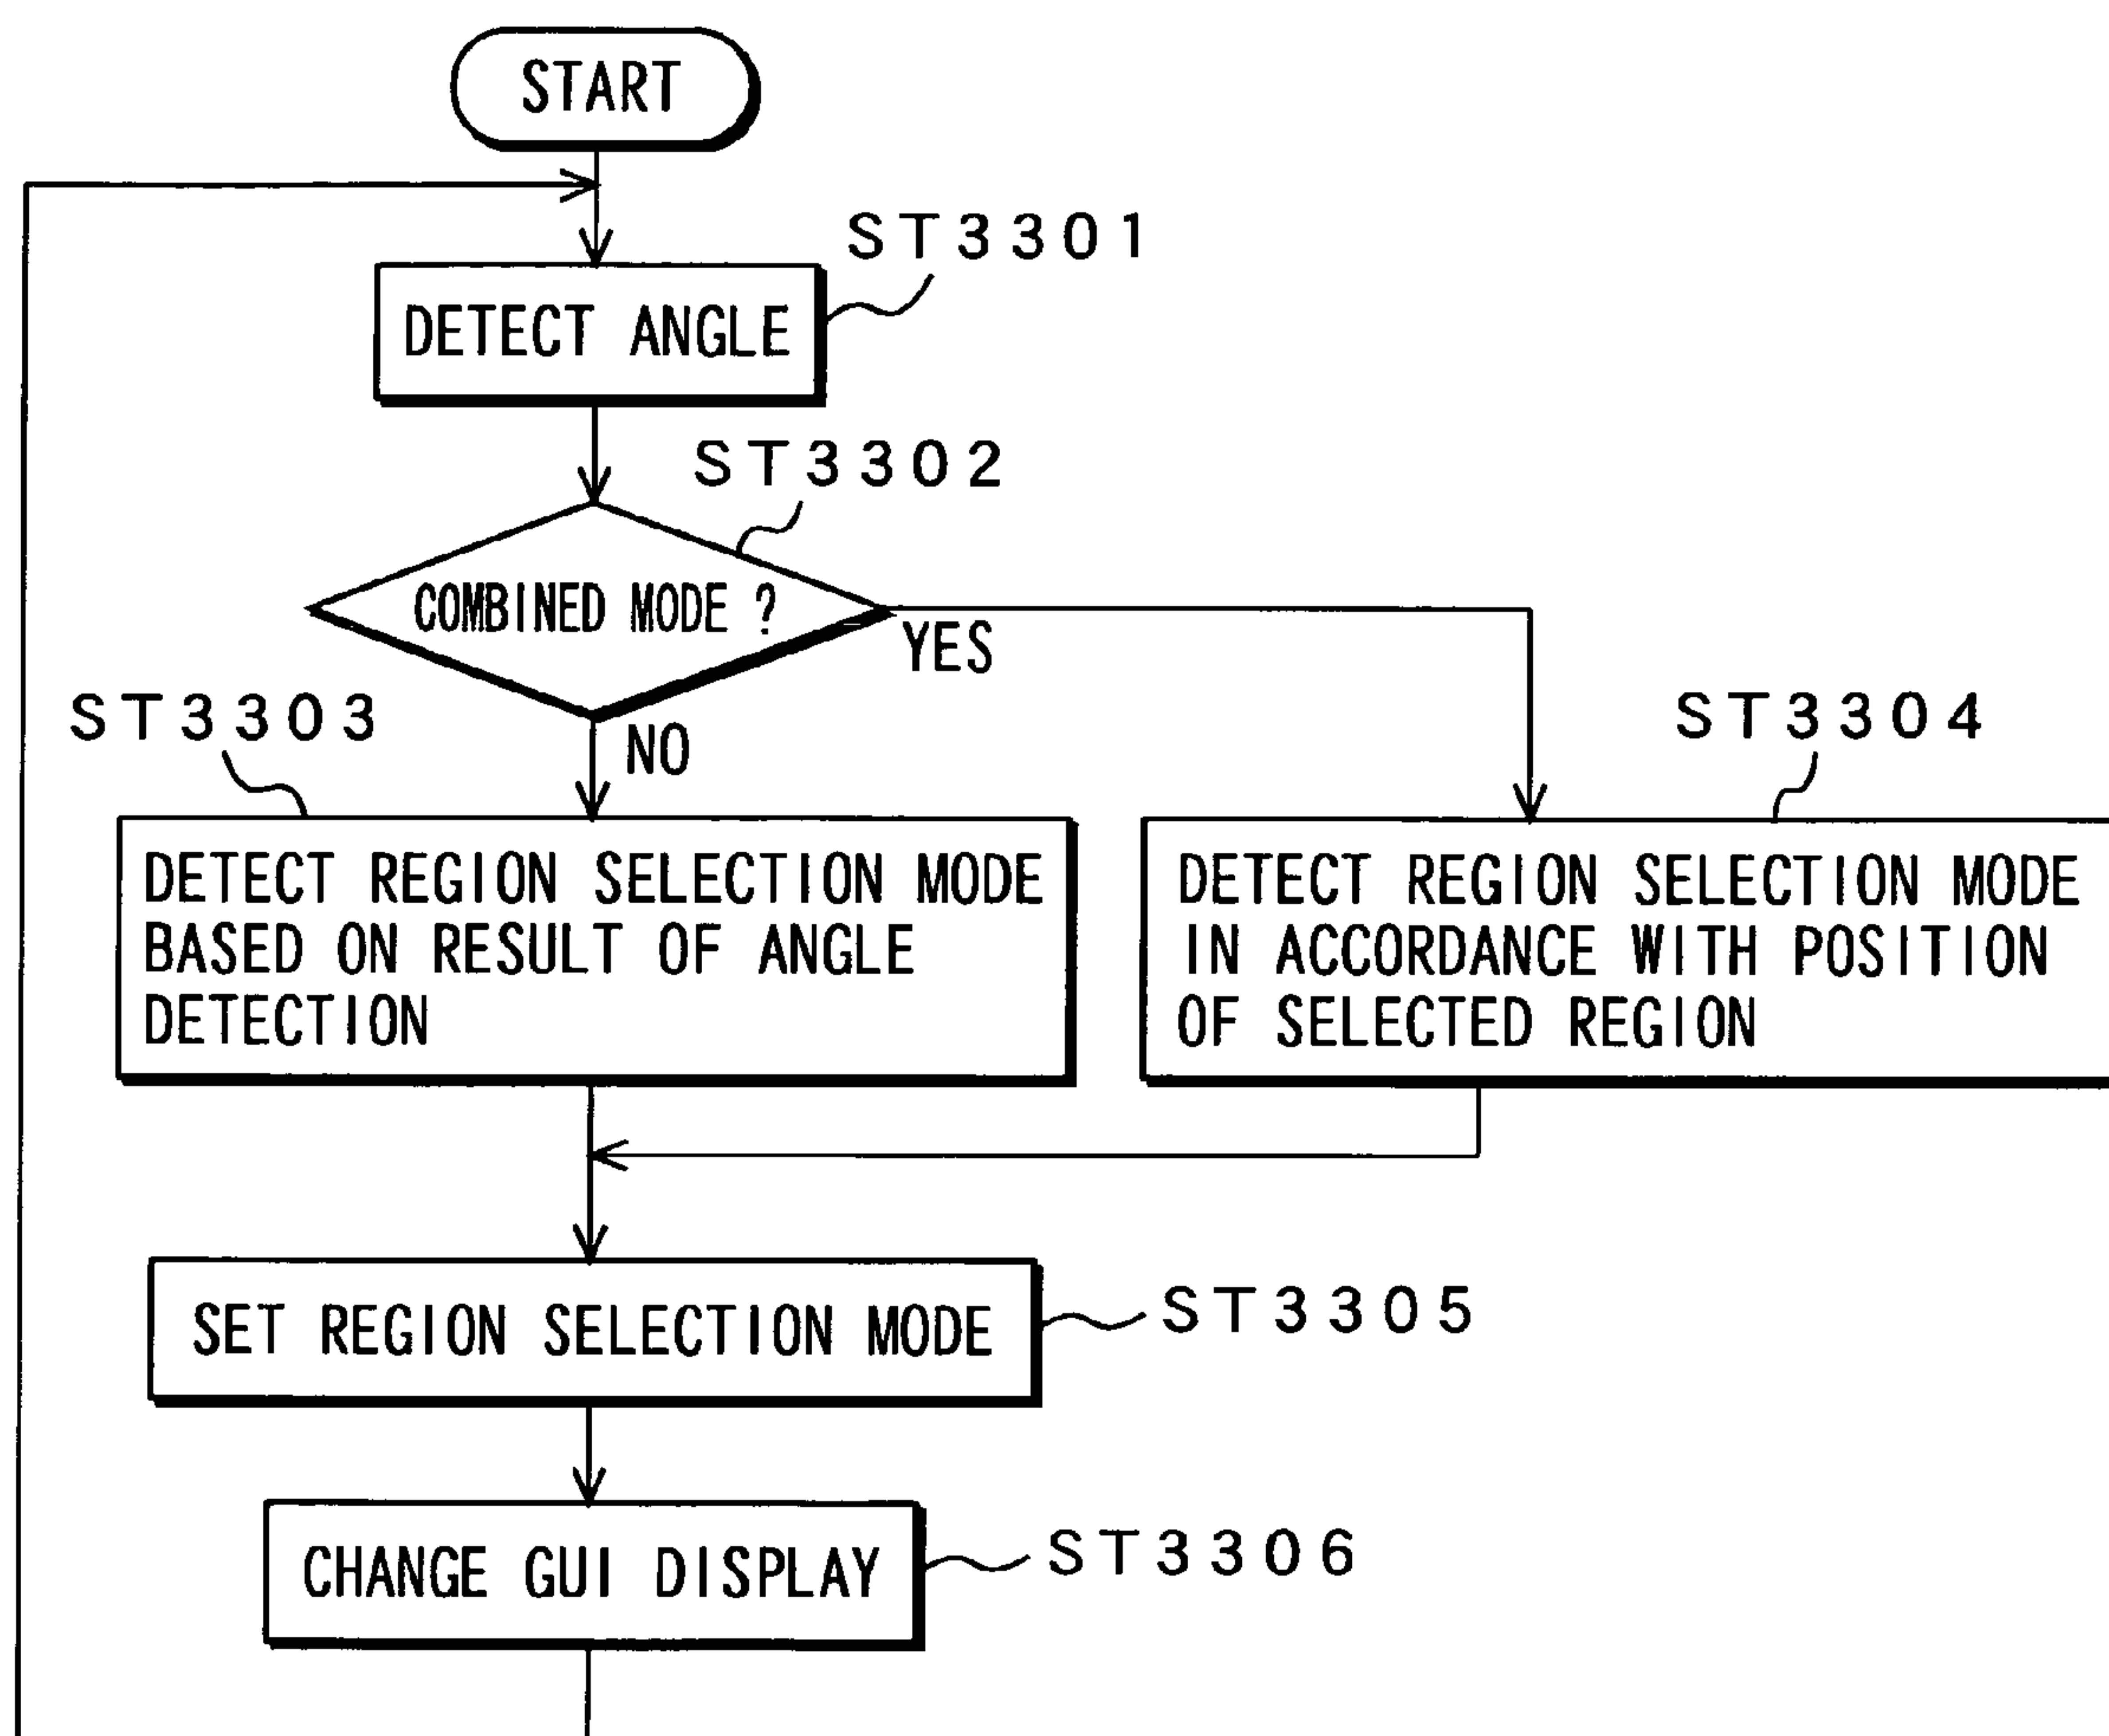 START
ST3301
DETECT ANGLE
ST3302
COMBINED MODE ?
YES
NO
ST3303
ST3304
DETECT REGION SELECTION MODE
BASED ON RESULT OF ANGLE
DETECTION
DETECT REGION SELECTION MODE
IN ACCORDANCE WITH POSITION
OF SELECTED REGION
SET REGION SELECTION MODE
ST3305
CHANGE GUI DISPLAY
ST3306